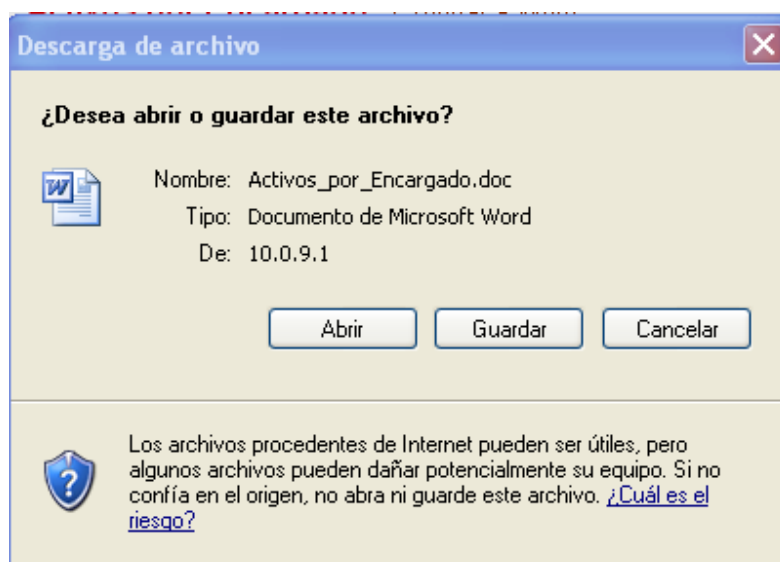 Descarga de archivo
¿Desea abrir o guardar este archivo?
Nombre: Activos_por_Encargado.doc
Tipo: Documento de Microsoft Word
De: 10.0.9.1
Abrir Guardar Cancelar
Los archivos procedentes de Internet pueden ser útiles, pero
algunos archivos pueden dañar potencialmente su equipo. Si no
confía en el origen, no abra ni guarde este archivo. ¿Cuál es el
riesgo?